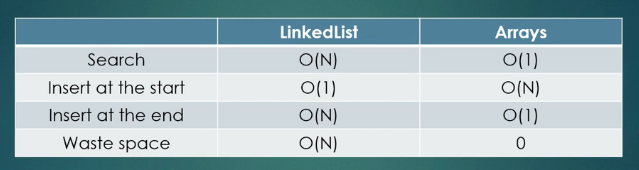 LinkedList Arrays
Search O(N) O(1)
Insert at the start O(1) O(N)
Insert at the end O(N) O(1)
Waste space O(N) 0